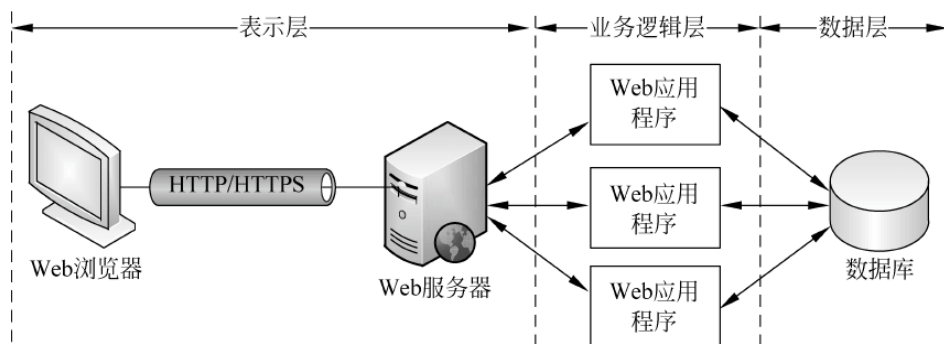 表示层 业务逻辑层 数据层
Web应用
程序
HTTP/HTTPS
Web应用
程序
Web浏览器
Web服务器
数据库
Web应用
程序